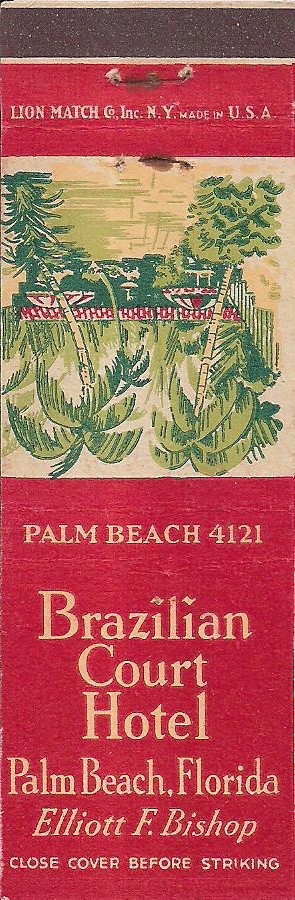 LION MATCH Co., Inc. N.Y. MADE IN U.S.A
PALM BEACH 4121
Brazilian
Court
Hotel
Palm Beach, Florida
Elliott F. Bishop
CLOSE COVER BEFORE STRIKING